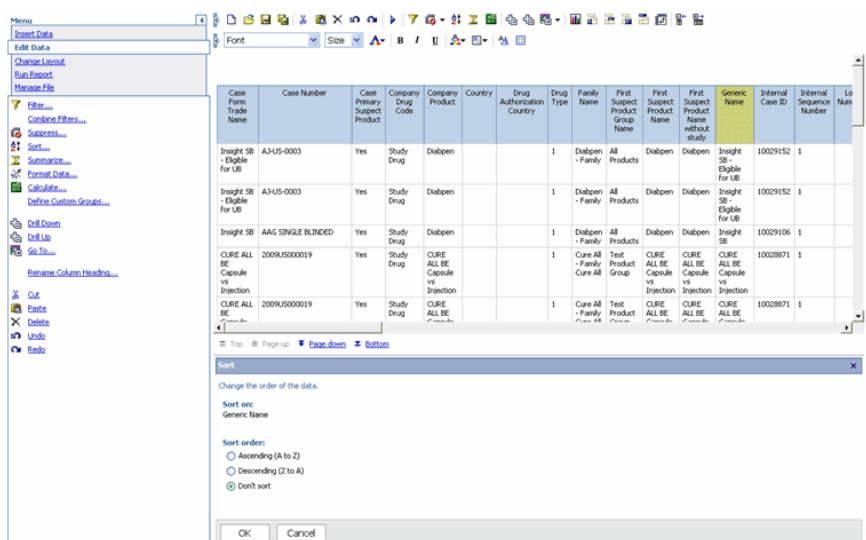 Menu
Insert Data
Edit Data
Change Layout
Run Report
Manage File
Filter...
Combine Filters...
Suppress...
Sort...
Summarize...
Format Data...
Calculate...
Define Custom Groups...
Drill Down
Drill Up
Go To...
Rename Column Heading...
Cut
Paste
Delete
Undo
Redo
Font Size A B I U
Case Form Trade Name
Case Number
Case Primary Suspect Product
Company Drug Code
Company Product
Country
Drug Authorization Country
Drug Type
Family Name
First Suspect Product Group Name
First Suspect Product Name
First Suspect Product Name without study
Generic Name
Internal Case ID
Internal Sequence Number
Lo Num
Insight SB - Eligible for UB AJ-US-0003 Yes Study Drug Diabpen 1 Diabpen - Family All Products Diabpen Diabpen Insight SB - Eligible for UB 10029152 1
Insight SB - Eligible for UB AJ-US-0003 Yes Study Drug Diabpen 1 Diabpen - Family All Products Diabpen Diabpen Insight SB - Eligible for UB 10029152 1
Insight SB AAG SINGLE BLINDED Yes Study Drug Diabpen 1 Diabpen - Family All Products Diabpen Diabpen Insight SB 10029106 1
CURE ALL BE Capsule vs Injection 2009US000019 Yes Study Drug CURE ALL BE Capsule vs Injection 1 Cure All - Family Cure All Test Product Group CURE ALL BE Capsule vs Injection CURE ALL BE Capsule vs Injection CURE ALL BE Capsule vs Injection 10028871 1
CURE ALL BE 2009US000019 Yes Study Drug CURE ALL BE 1 Cure All - Family Test Product CURE ALL BE CURE ALL BE CURE ALL BE 10028871 1
Top Page up Page down Bottom
Sort
Change the order of the data.
Sort on:
Generic Name
Sort order:
Ascending (A to Z)
Descending (Z to A)
Don't sort
OK Cancel